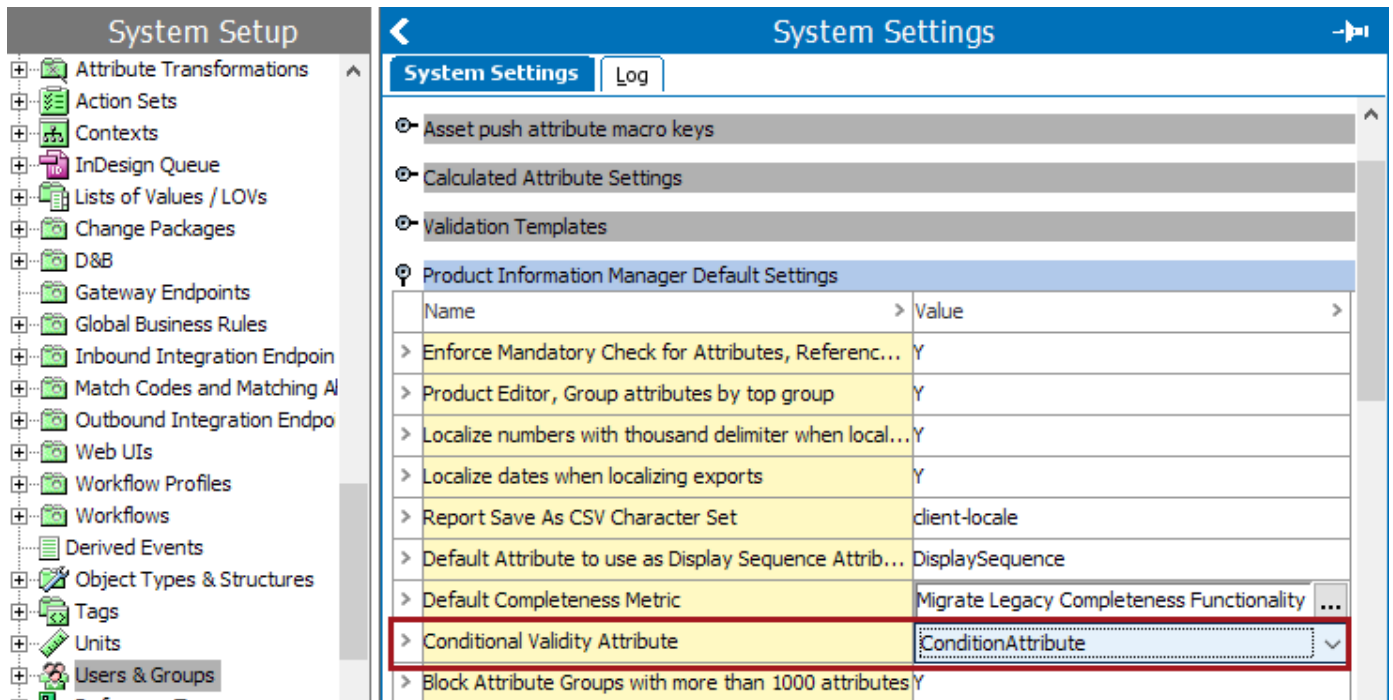 System Setup
Attribute Transformations
Action Sets
Contexts
InDesign Queue
Lists of Values / LOVs
Change Packages
D&B
Gateway Endpoints
Global Business Rules
Inbound Integration Endpoin
Match Codes and Matching Al
Outbound Integration Endpo
Web UIs
Workflow Profiles
Workflows
Derived Events
Object Types & Structures
Tags
Units
Users & Groups
System Settings
System Settings Log
Asset push attribute macro keys
Calculated Attribute Settings
Validation Templates
Product Information Manager Default Settings
Name > Value >
> Enforce Mandatory Check for Attributes, Referenc... Y
> Product Editor, Group attributes by top group Y
> Localize numbers with thousand delimiter when local... Y
> Localize dates when localizing exports Y
> Report Save As CSV Character Set client-locale
> Default Attribute to use as Display Sequence Attrib... DisplaySequence
> Default Completeness Metric Migrate Legacy Completeness Functionality ...
> Conditional Validity Attribute ConditionAttribute
> Block Attribute Groups with more than 1000 attributes Y